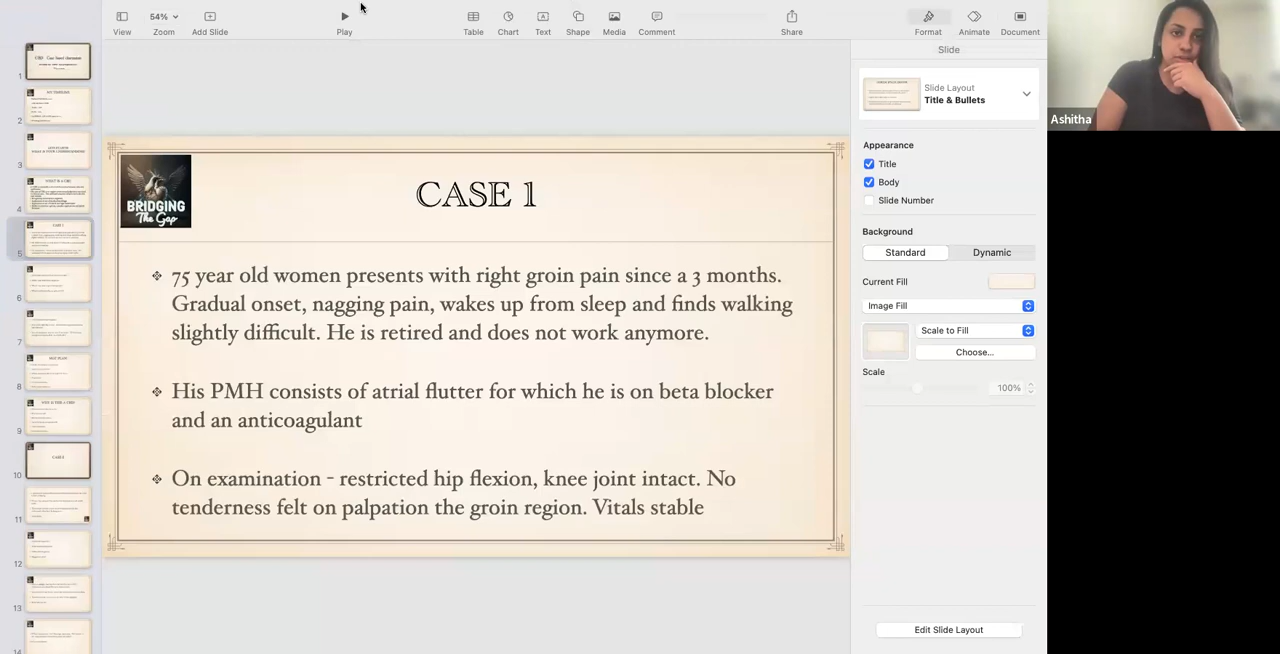 View
54%
Zoom
Add Slide
Play
Table
Chart
Text
Shape
Media
Comment
Share
Format
Animate
Document
Slide
Slide Layout
Title & Bullets
Appearance
Title
Body
Slide Number
Background
Standard
Dynamic
Current Fill
Image Fill
Scale to Fill
Choose...
Scale
100%
Edit Slide Layout
Ashitha
BRIDGING
The Gap
CASE 1
75 year old women presents with right groin pain since a 3 months.
Gradual onset, nagging pain, wakes up from sleep and finds walking
slightly difficult. He is retired and does not work anymore.
His PMH consists of atrial flutter for which he is on beta blocker
and an anticoagulant
On examination - restricted hip flexion, knee joint intact. No
tenderness felt on palpation the groin region. Vitals stable
1
2
3
4
5
6
7
8
9
10
11
12
13
14